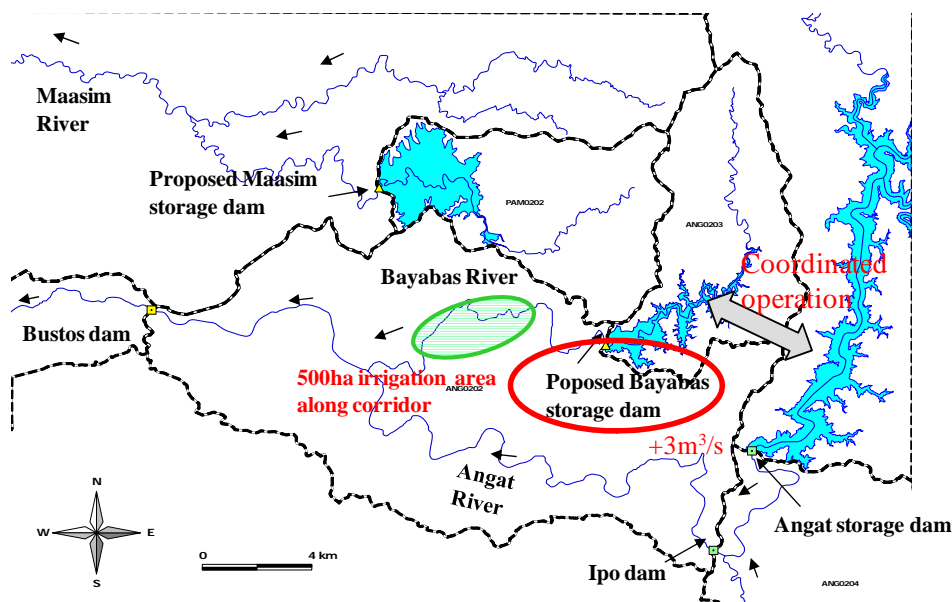 Maasim
River
Proposed Maasim
storage dam
PAM0202
ANG0203
Bayabas River
Coordinated
operation
Bustos dam
500ha irrigation area
along corridor
ANG0202
Poposed Bayabas
storage dam
+3m³/s
Angat
River
Angat storage dam
Ipo dam
ANG0204
N
W
E
S
0
4 km